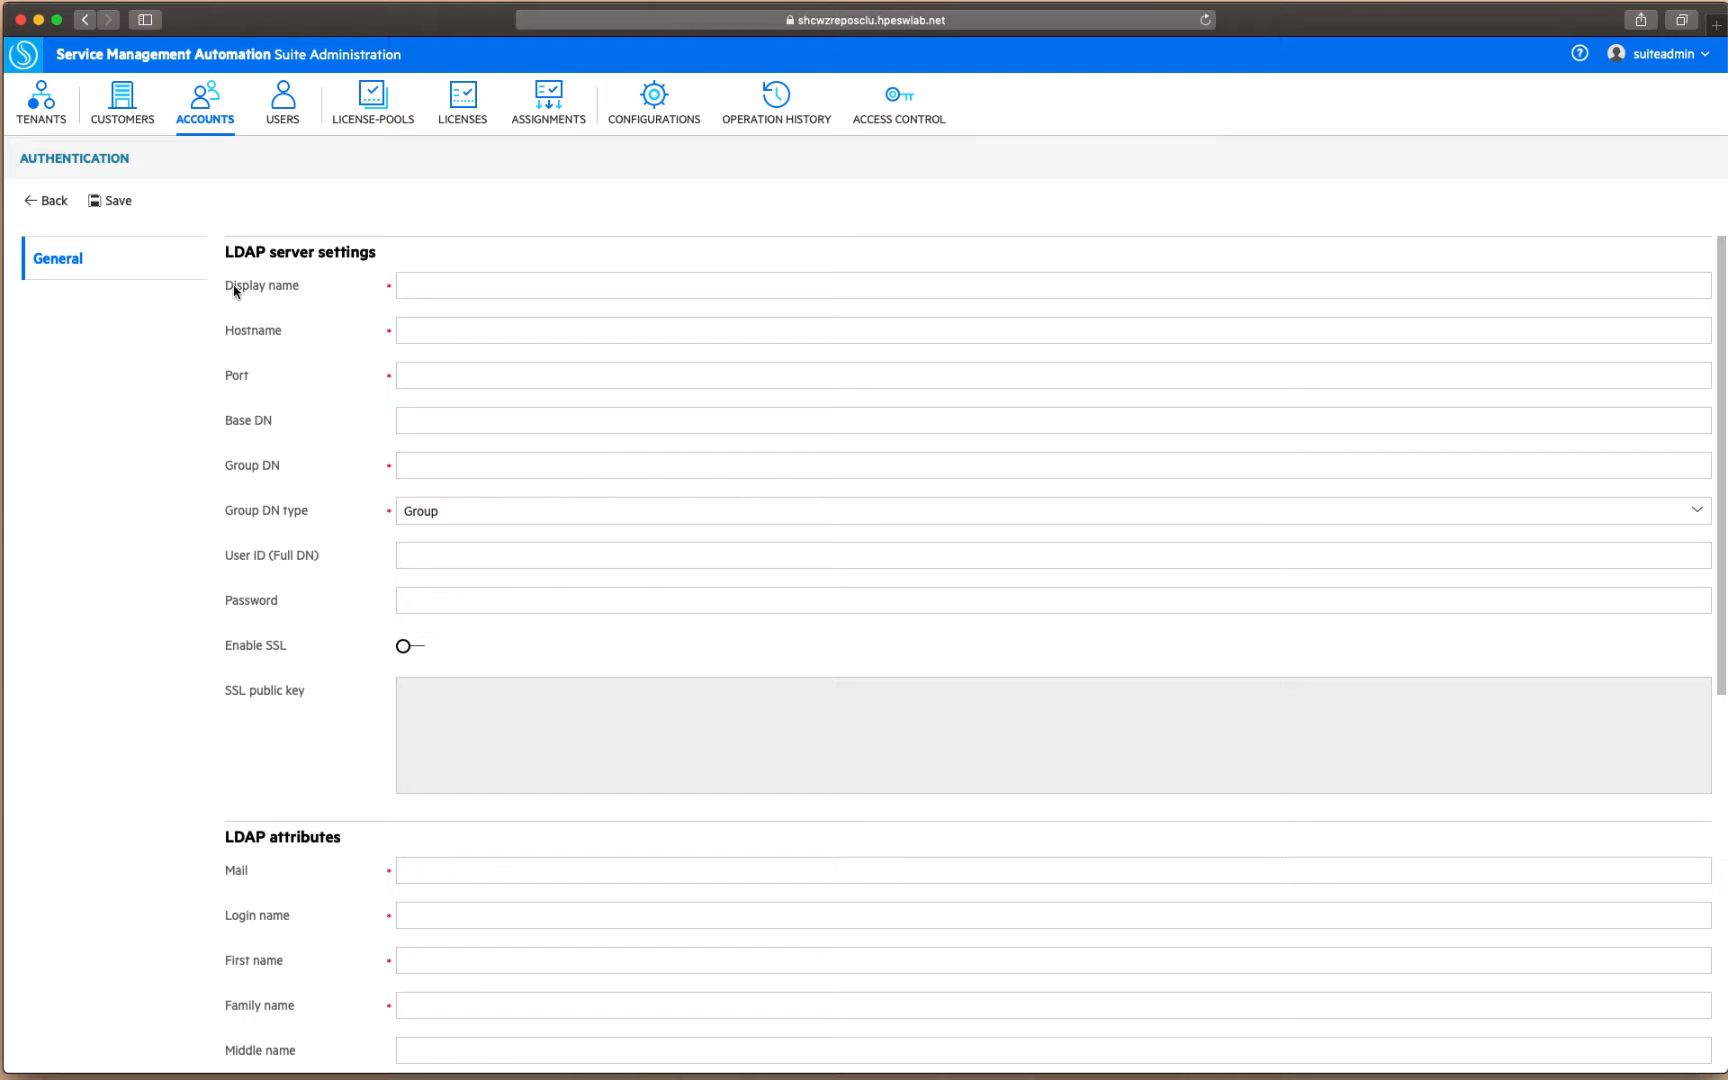 shcwzreposclu.hpeswlab.net
Service Management Automation Suite Administration
suiteadmin
TENANTS
CUSTOMERS
ACCOUNTS
USERS
LICENSE-POOLS
LICENSES
ASSIGNMENTS
CONFIGURATIONS
OPERATION HISTORY
ACCESS CONTROL
AUTHENTICATION
Back
Save
General
LDAP server settings
Display name *
Hostname *
Port *
Base DN
Group DN *
Group DN type * Group
User ID (Full DN)
Password
Enable SSL
SSL public key
LDAP attributes
Mail *
Login name *
First name *
Family name *
Middle name